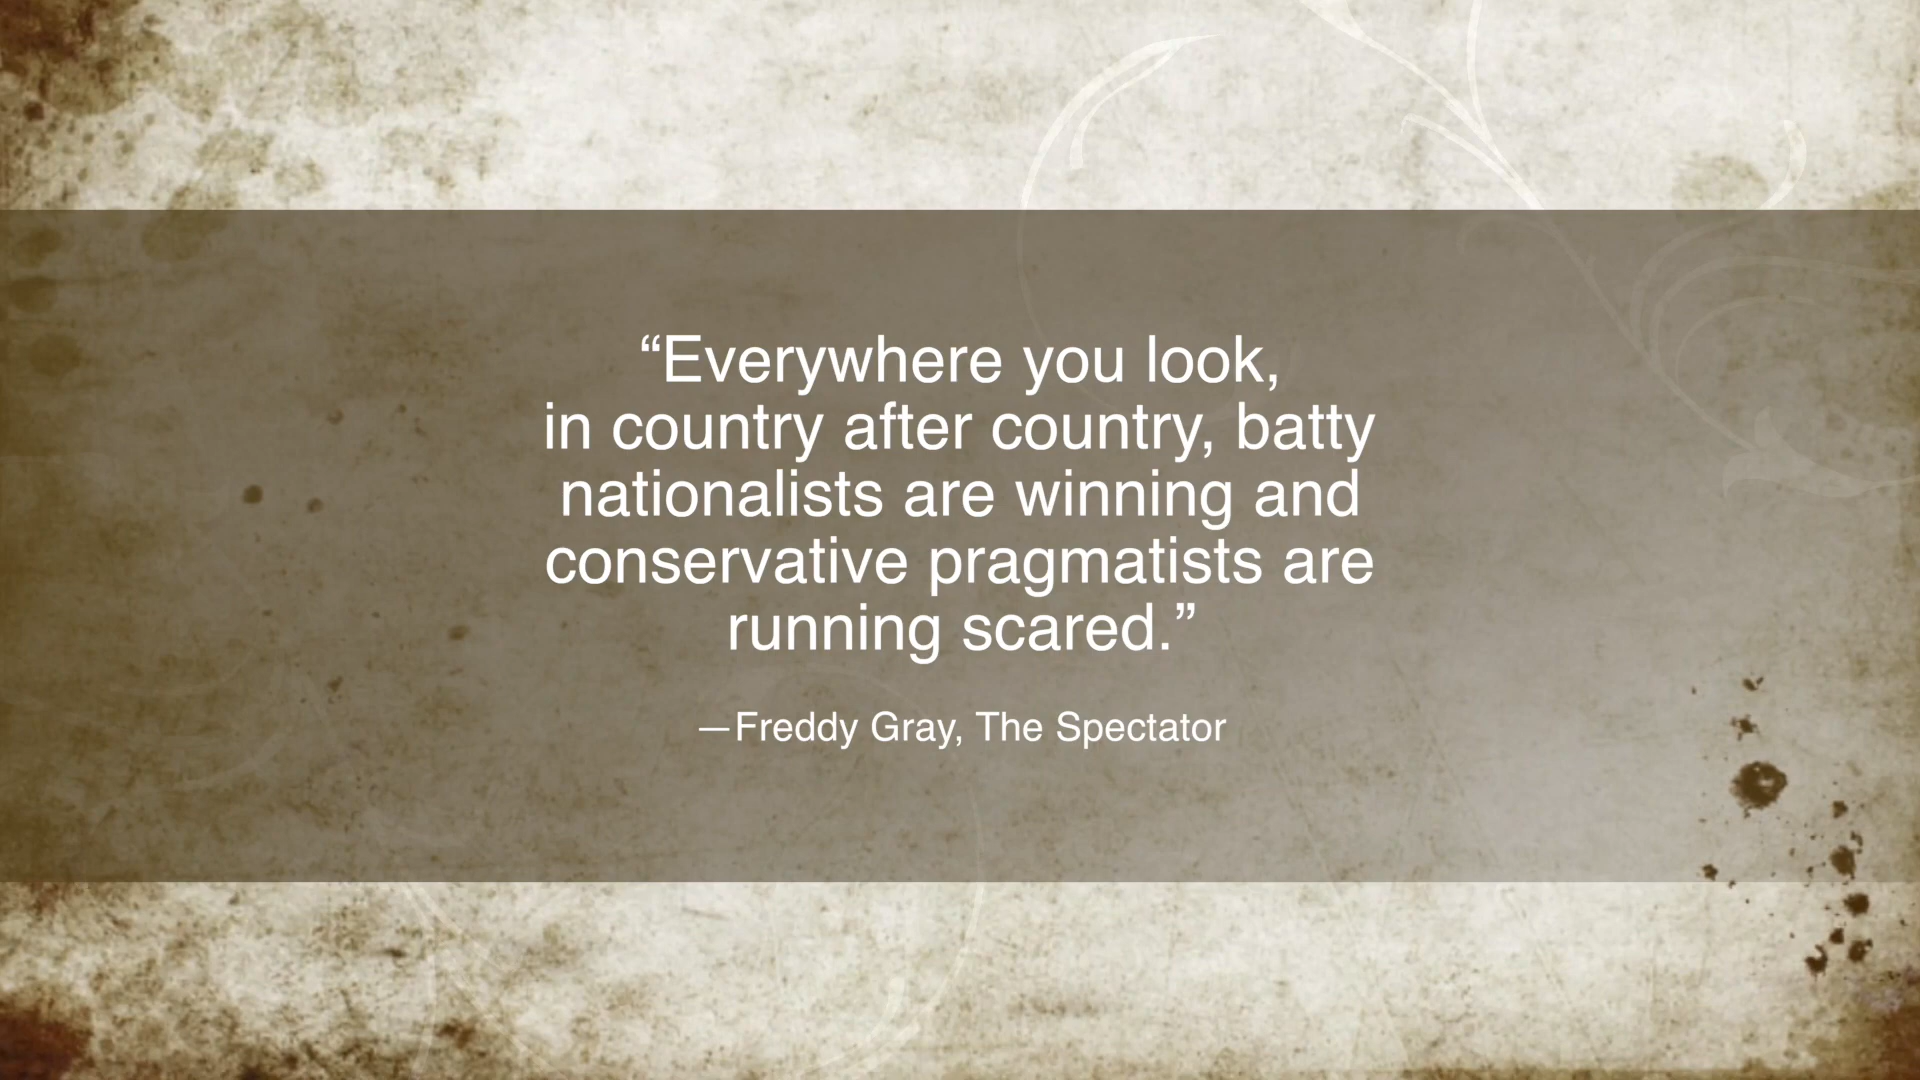 “Everywhere you look,
in country after country, batty
nationalists are winning and
conservative pragmatists are
running scared.”
—Freddy Gray, The Spectator